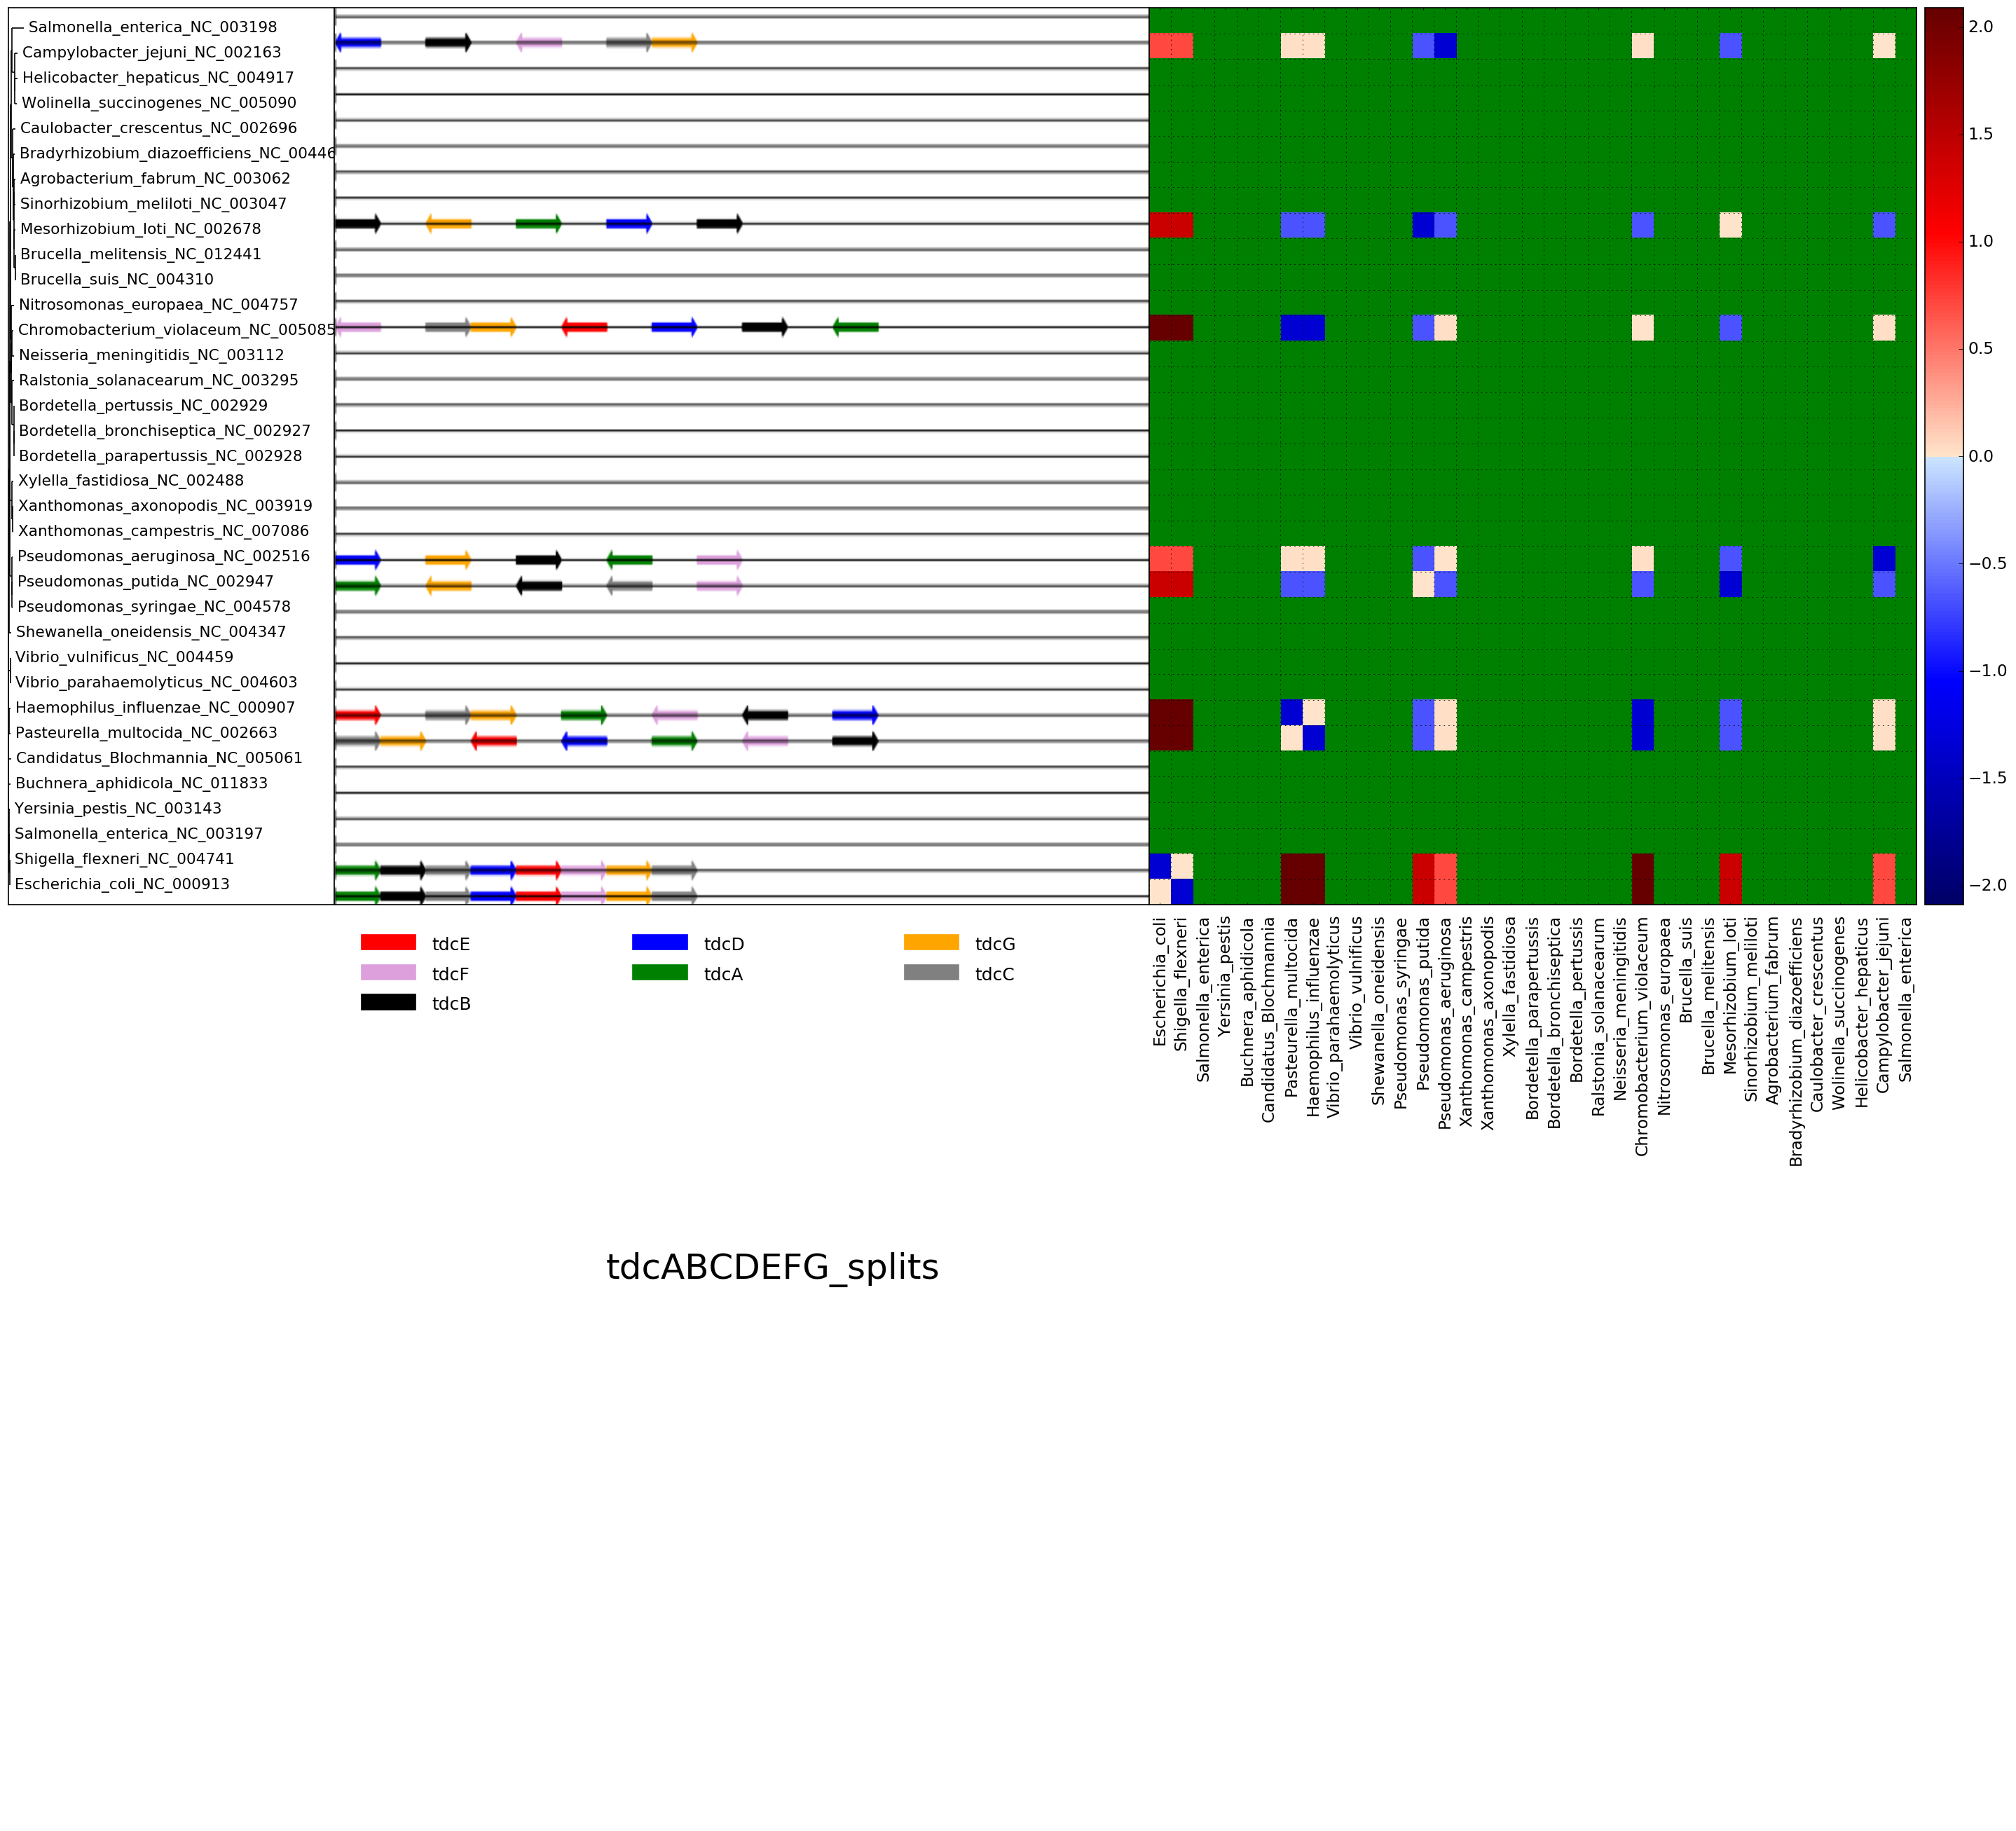 Salmonella_enterica_NC_003198
Campylobacter_jejuni_NC_002163
Helicobacter_hepaticus_NC_004917
Wolinella_succinogenes_NC_005090
Caulobacter_crescentus_NC_002696
Bradyrhizobium_diazoefficiens_NC_00446
Agrobacterium_fabrum_NC_003062
Sinorhizobium_meliloti_NC_003047
Mesorhizobium_loti_NC_002678
Brucella_melitensis_NC_012441
Brucella_suis_NC_004310
Nitrosomonas_europaea_NC_004757
Chromobacterium_violaceum_NC_005085
Neisseria_meningitidis_NC_003112
Ralstonia_solanacearum_NC_003295
Bordetella_pertussis_NC_002929
Bordetella_bronchiseptica_NC_002927
Bordetella_parapertussis_NC_002928
Xylella_fastidiosa_NC_002488
Xanthomonas_axonopodis_NC_003919
Xanthomonas_campestris_NC_007086
Pseudomonas_aeruginosa_NC_002516
Pseudomonas_putida_NC_002947
Pseudomonas_syringae_NC_004578
Shewanella_oneidensis_NC_004347
Vibrio_vulnificus_NC_004459
Vibrio_parahaemolyticus_NC_004603
Haemophilus_influenzae_NC_000907
Pasteurella_multocida_NC_002663
Candidatus_Blochmannia_NC_005061
Buchnera_aphidicola_NC_011833
Yersinia_pestis_NC_003143
Salmonella_enterica_NC_003197
Shigella_flexneri_NC_004741
Escherichia_coli_NC_000913
2.0
1.5
1.0
0.5
0.0
−0.5
−1.0
−1.5
−2.0
tdcE
tdcD
tdcG
tdcF
tdcA
tdcC
tdcB
Escherichia_coli
Shigella_flexneri
Salmonella_enterica
Yersinia_pestis
Buchnera_aphidicola
Candidatus_Blochmannia
Pasteurella_multocida
Haemophilus_influenzae
Vibrio_parahaemolyticus
Vibrio_vulnificus
Shewanella_oneidensis
Pseudomonas_syringae
Pseudomonas_putida
Pseudomonas_aeruginosa
Xanthomonas_campestris
Xanthomonas_axonopodis
Xylella_fastidiosa
Bordetella_parapertussis
Bordetella_bronchiseptica
Bordetella_pertussis
Ralstonia_solanacearum
Neisseria_meningitidis
Chromobacterium_violaceum
Nitrosomonas_europaea
Brucella_suis
Brucella_melitensis
Mesorhizobium_loti
Sinorhizobium_meliloti
Agrobacterium_fabrum
Bradyrhizobium_diazoefficiens
Caulobacter_crescentus
Wolinella_succinogenes
Helicobacter_hepaticus
Campylobacter_jejuni
Salmonella_enterica
tdcABCDEFG_splits